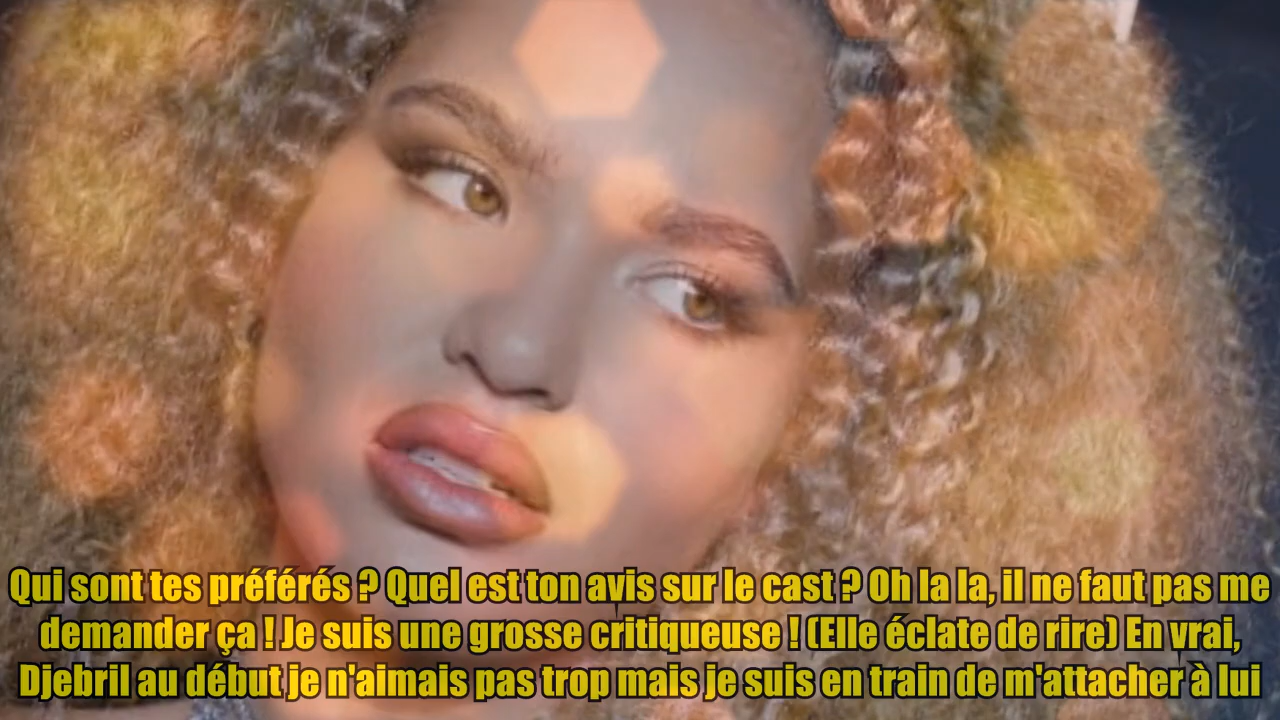 Qui sont tes préférés ? Quel est ton avis sur le cast ? Oh la la, il ne faut pas me
demander ça ! Je suis une grosse critiqueuse ! (Elle éclate de rire) En vrai,
Djebril au début je n'aimais pas trop mais je suis en train de m'attacher à lui